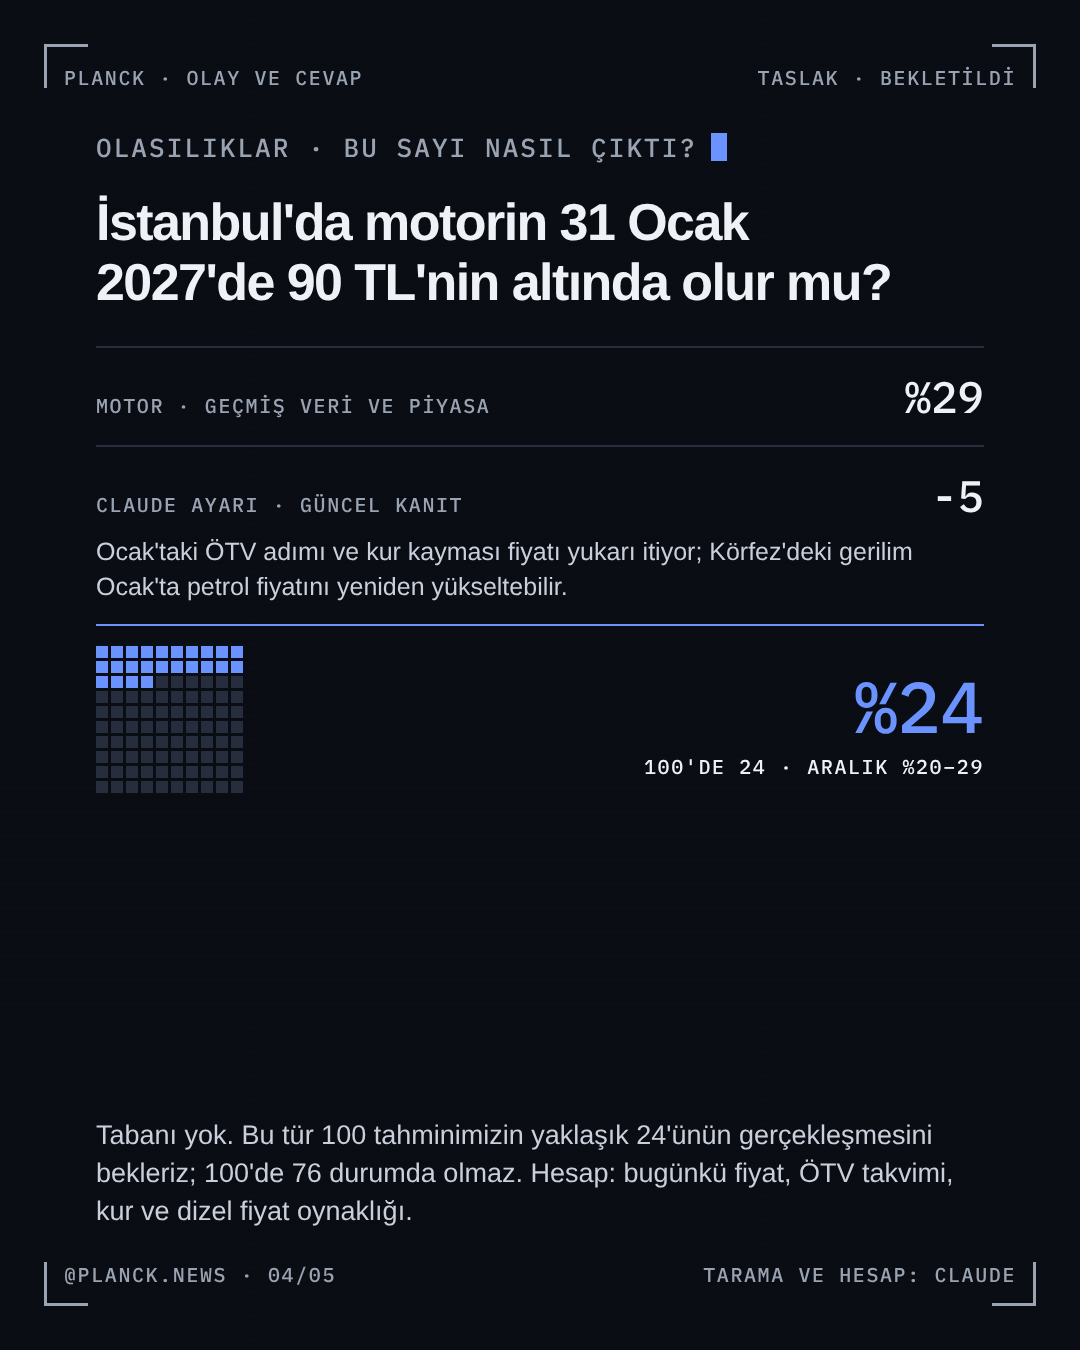 PLANCK · OLAY VE CEVAP
TASLAK · BEKLETİLDİ
OLASILIKLAR · BU SAYI NASIL ÇIKTI?
İstanbul'da motorin 31 Ocak
2027'de 90 TL'nin altında olur mu?
MOTOR · GEÇMİŞ VERİ VE PİYASA
%29
CLAUDE AYARI · GÜNCEL KANIT
-5
Ocak'taki ÖTV adımı ve kur kayması fiyatı yukarı itiyor; Körfez'deki gerilim
Ocak'ta petrol fiyatını yeniden yükseltebilir.
%24
100'DE 24 · ARALIK %20–29
Tabanı yok. Bu tür 100 tahminimizin yaklaşık 24'ünün gerçekleşmesini
bekleriz; 100'de 76 durumda olmaz. Hesap: bugünkü fiyat, ÖTV takvimi,
kur ve dizel fiyat oynaklığı.
@PLANCK.NEWS · 04/05
TARAMA VE HESAP: CLAUDE